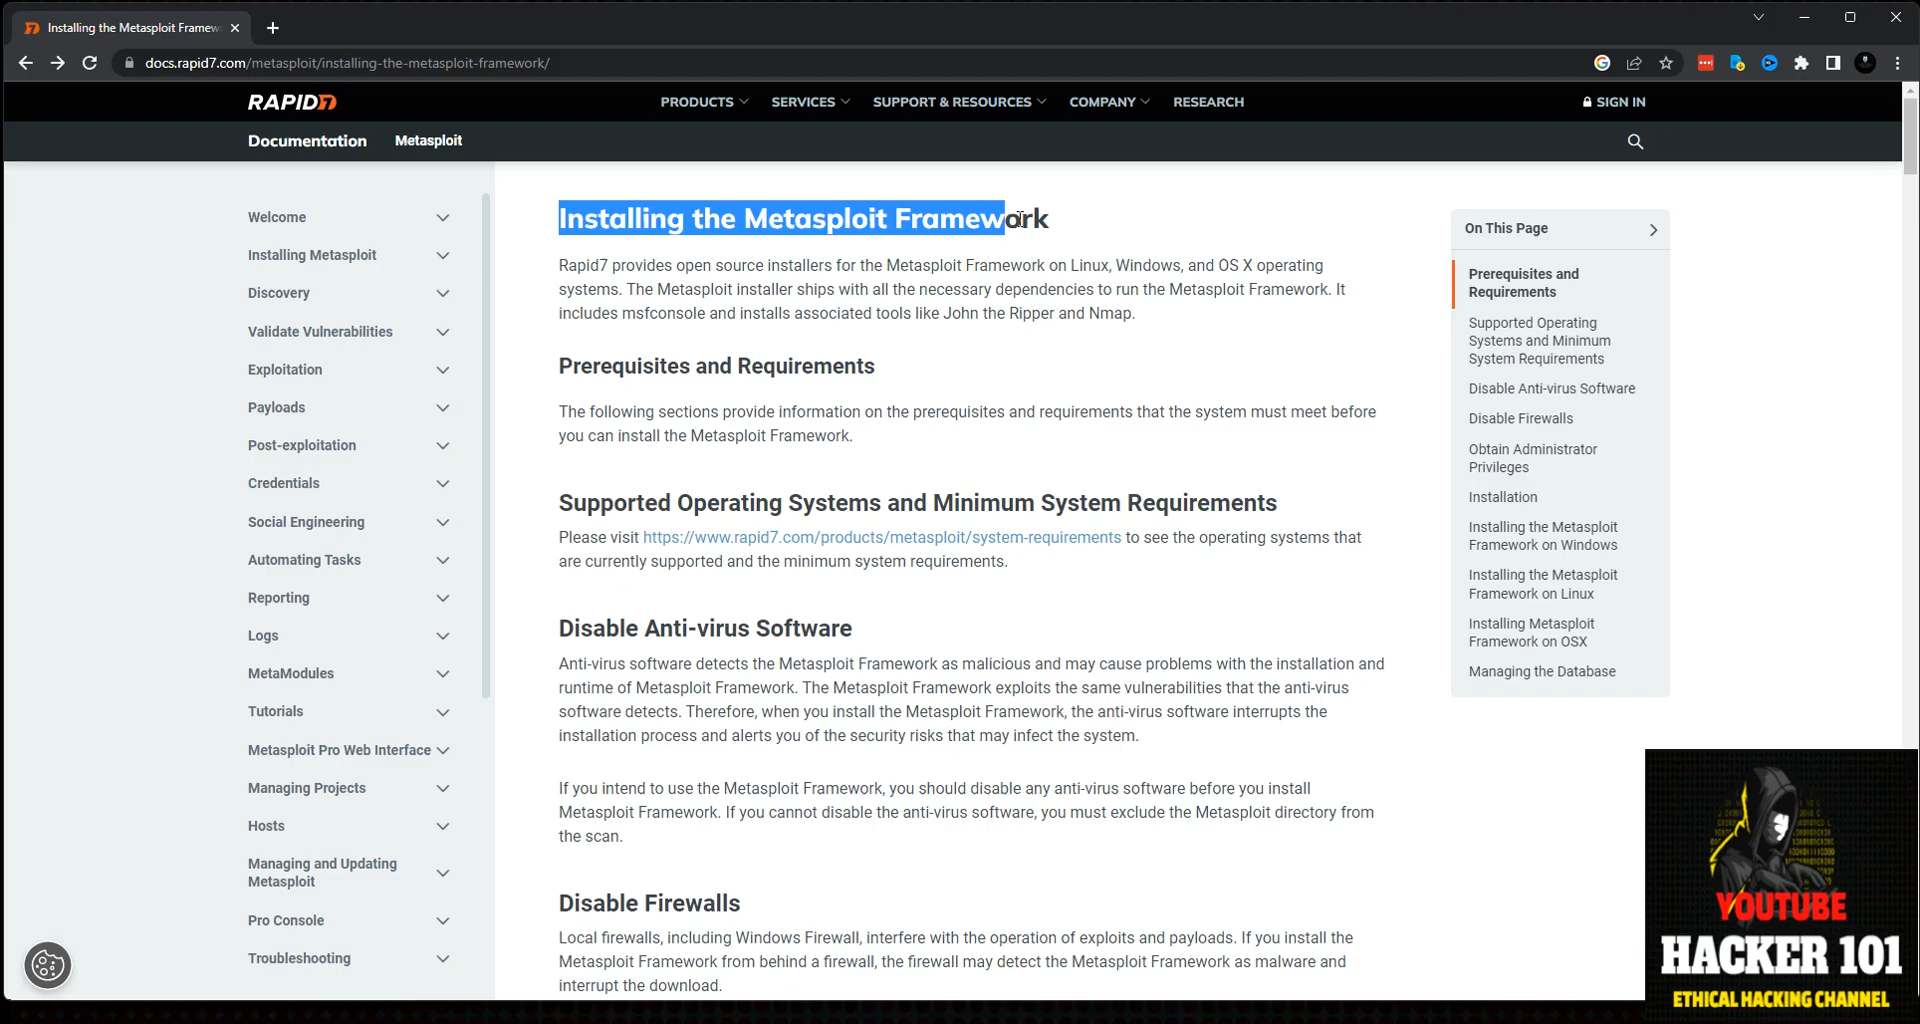 Installing the Metasploit Framew
docs.rapid7.com/metasploit/installing-the-metasploit-framework/
RAPID7
PRODUCTS
SERVICES
SUPPORT & RESOURCES
COMPANY
RESEARCH
SIGN IN
Documentation
Metasploit
Welcome
Installing Metasploit
Discovery
Validate Vulnerabilities
Exploitation
Payloads
Post-exploitation
Credentials
Social Engineering
Automating Tasks
Reporting
Logs
MetaModules
Tutorials
Metasploit Pro Web Interface
Managing Projects
Hosts
Managing and Updating
Metasploit
Pro Console
Troubleshooting
Installing the Metasploit Framework
Rapid7 provides open source installers for the Metasploit Framework on Linux, Windows, and OS X operating
systems. The Metasploit installer ships with all the necessary dependencies to run the Metasploit Framework. It
includes msfconsole and installs associated tools like John the Ripper and Nmap.
Prerequisites and Requirements
The following sections provide information on the prerequisites and requirements that the system must meet before
you can install the Metasploit Framework.
Supported Operating Systems and Minimum System Requirements
Please visit https://www.rapid7.com/products/metasploit/system-requirements to see the operating systems that
are currently supported and the minimum system requirements.
Disable Anti-virus Software
Anti-virus software detects the Metasploit Framework as malicious and may cause problems with the installation and
runtime of Metasploit Framework. The Metasploit Framework exploits the same vulnerabilities that the anti-virus
software detects. Therefore, when you install the Metasploit Framework, the anti-virus software interrupts the
installation process and alerts you of the security risks that may infect the system.
If you intend to use the Metasploit Framework, you should disable any anti-virus software before you install
Metasploit Framework. If you cannot disable the anti-virus software, you must exclude the Metasploit directory from
the scan.
Disable Firewalls
Local firewalls, including Windows Firewall, interfere with the operation of exploits and payloads. If you install the
Metasploit Framework from behind a firewall, the firewall may detect the Metasploit Framework as malware and
interrupt the download.
On This Page
Prerequisites and
Requirements
Supported Operating
Systems and Minimum
System Requirements
Disable Anti-virus Software
Disable Firewalls
Obtain Administrator
Privileges
Installation
Installing the Metasploit
Framework on Windows
Installing the Metasploit
Framework on Linux
Installing Metasploit
Framework on OSX
Managing the Database
YOUTUBE
HACKER 101
ETHICAL HACKING CHANNEL